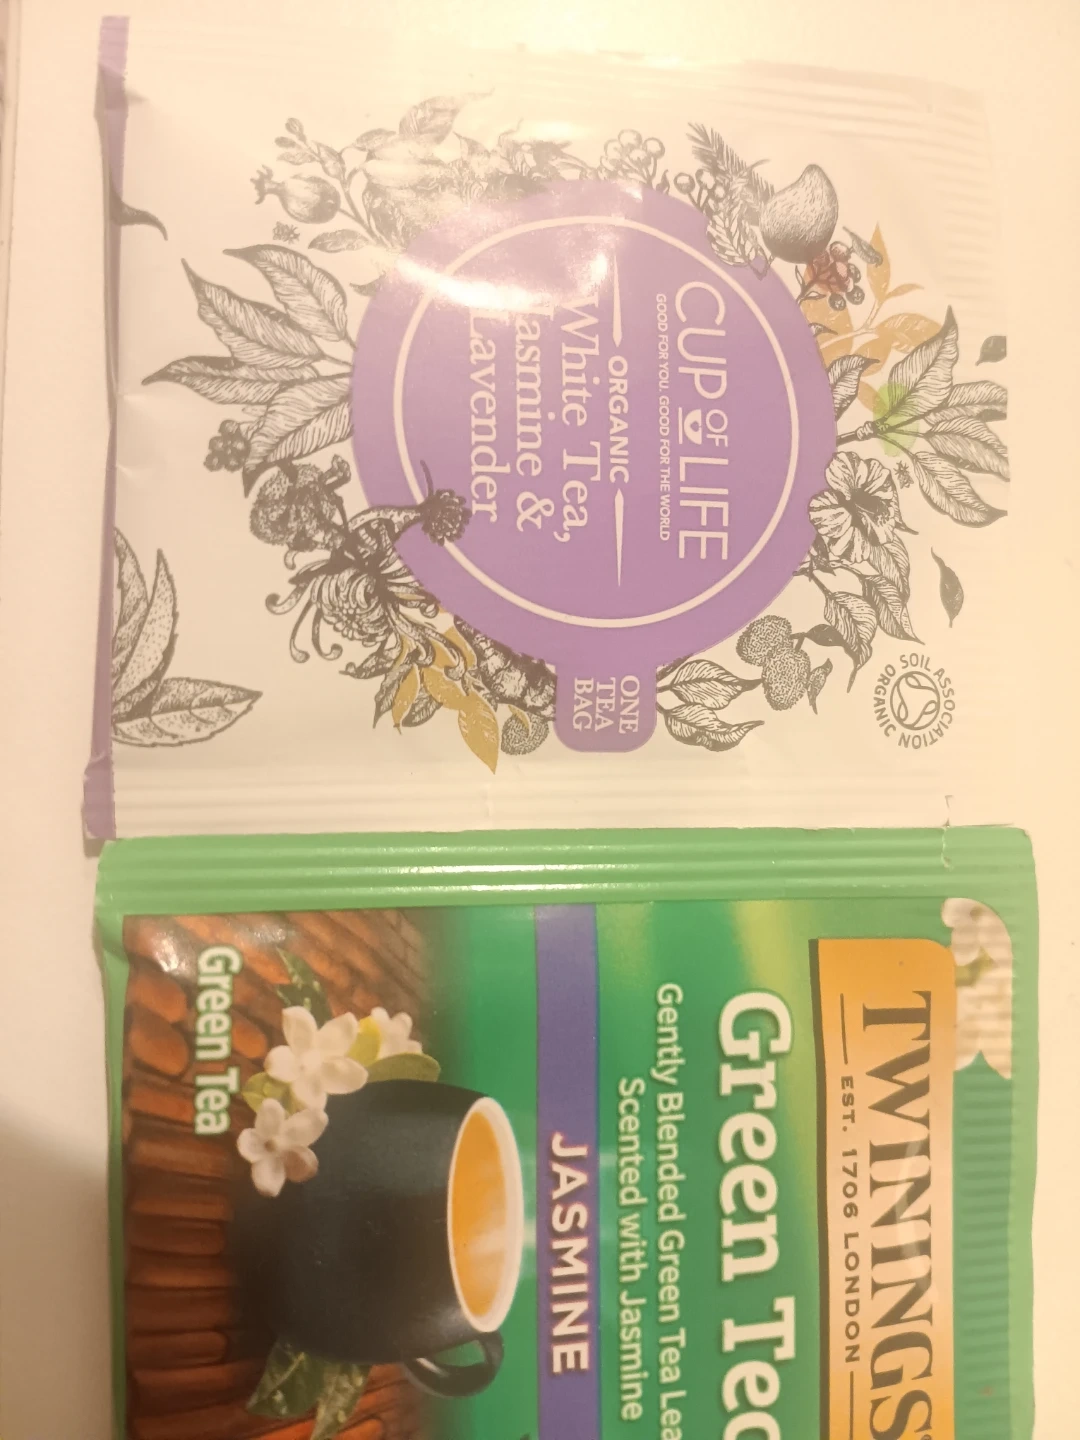 CUP OF LIFE
GOOD FOR YOU. GOOD FOR THE WORLD
ORGANIC
White Tea,
Jasmine &
Lavender
ONE
TEA
BAG
SOIL ASSOCIATION
ORGANIC
TWININGS
EST. 1706 LONDON
Green Tea
Gently Blended Green Tea Lea
Scented with Jasmine
JASMINE
Green Tea